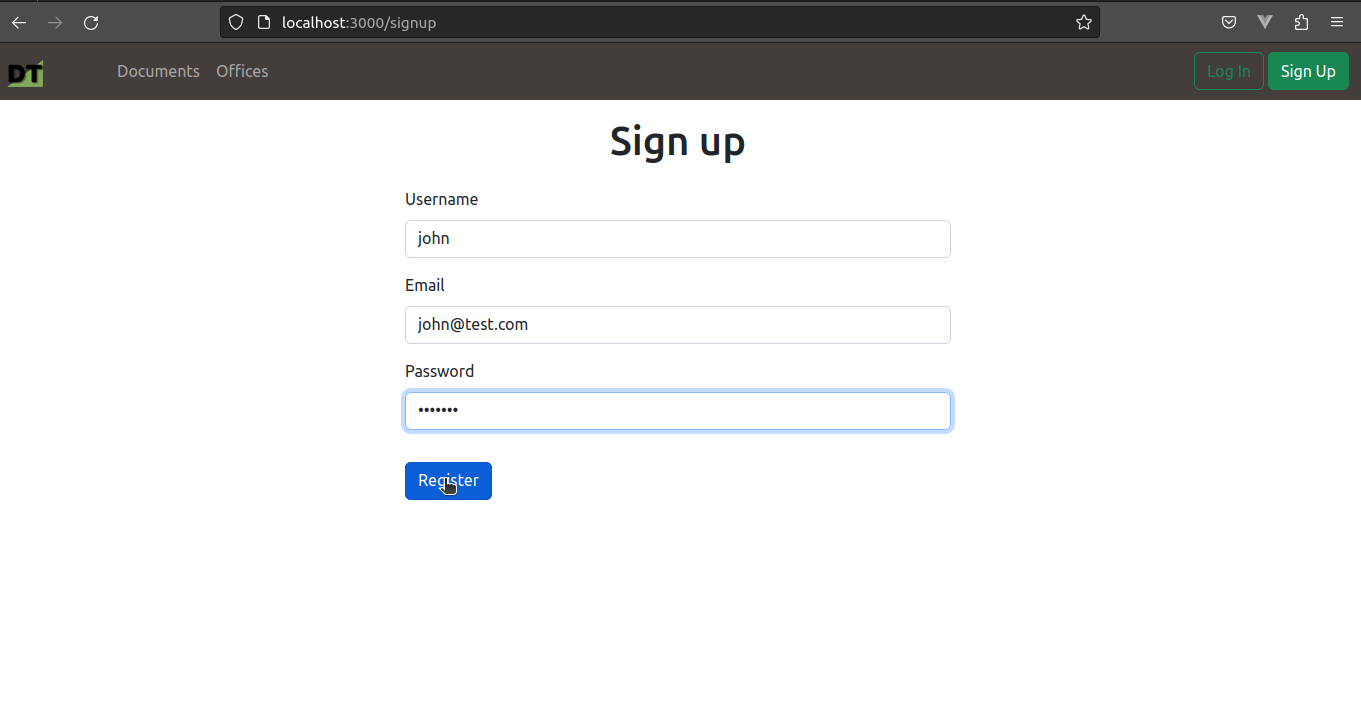 localhost:3000/signup
DT Documents Offices Log In Sign Up
Sign up
Username
john
Email
john@test.com
Password
•••••••
Register